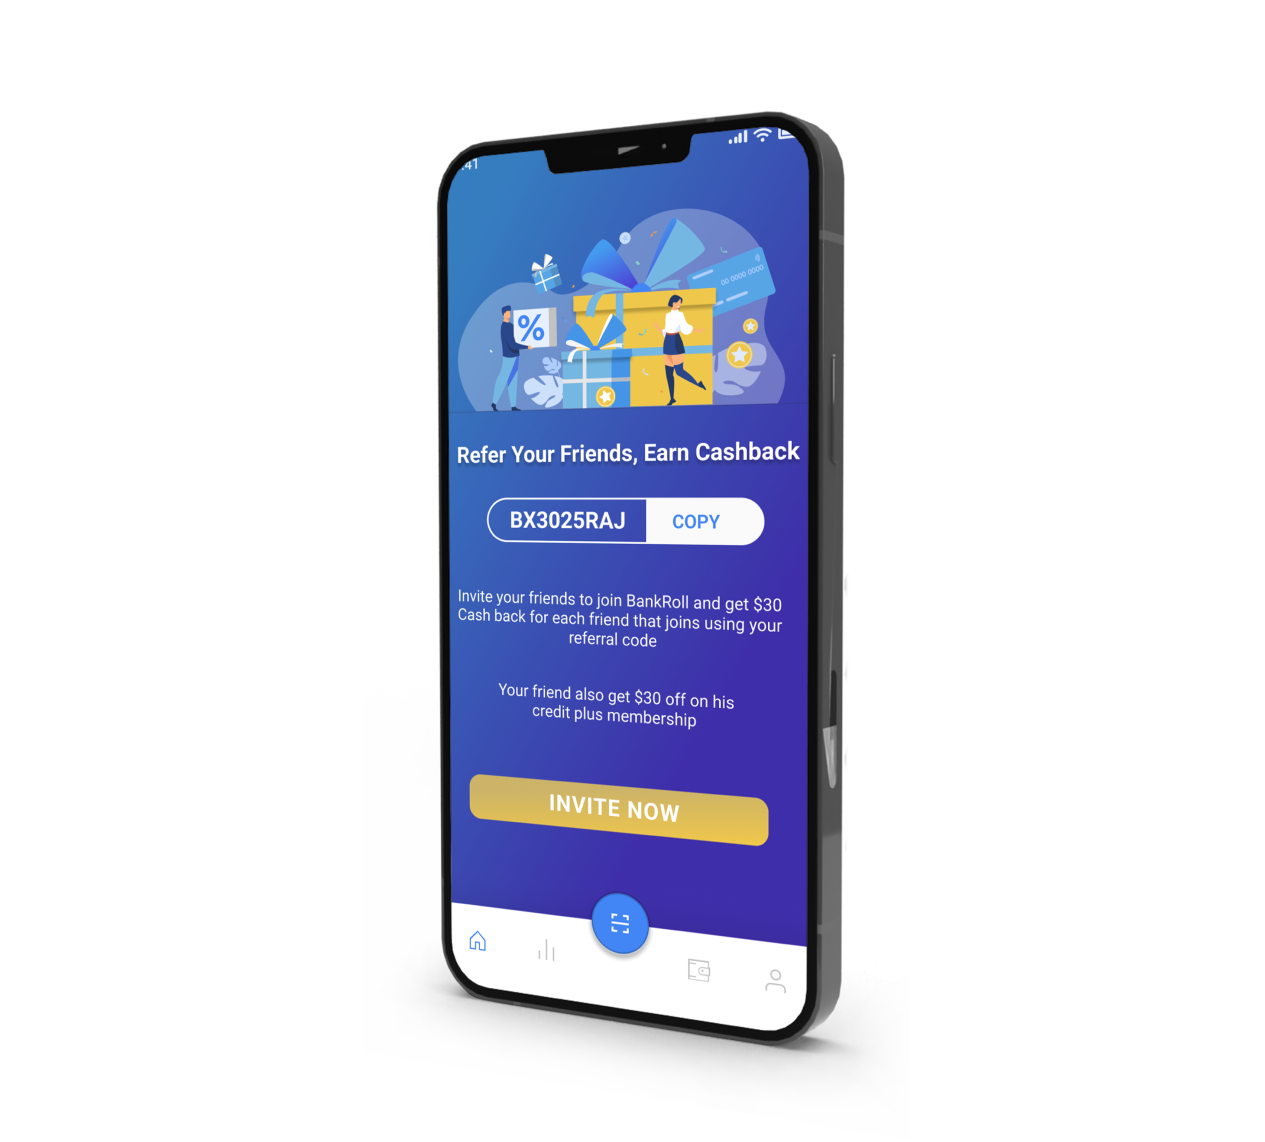 :41
00 0000 0000
%
Refer Your Friends, Earn Cashback
BX3025RAJ COPY
Invite your friends to join BankRoll and get $30
Cash back for each friend that joins using your
referral code
Your friend also get $30 off on his
credit plus membership
INVITE NOW